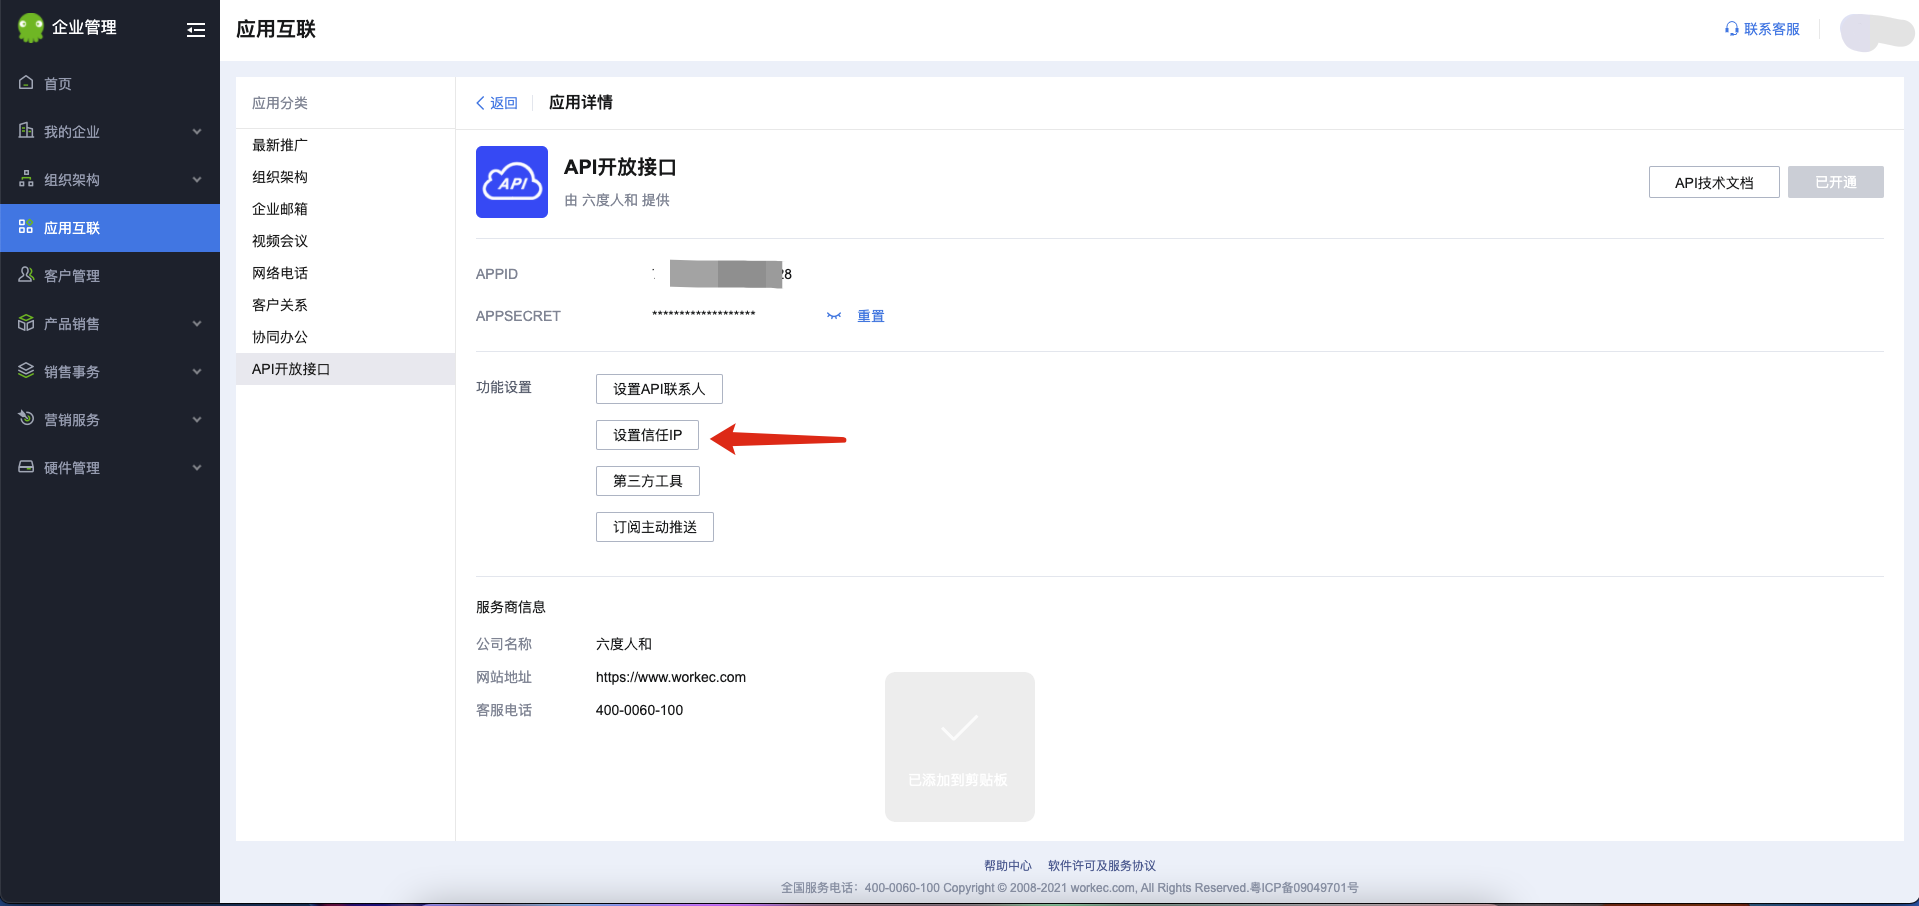 企业管理
应用互联
联系客服
首页
我的企业
组织架构
应用互联
客户管理
产品销售
销售事务
营销服务
硬件管理
应用分类
最新推广
组织架构
企业邮箱
视频会议
网络电话
客户关系
协同办公
API开放接口
返回
应用详情
API
API开放接口
由 六度人和 提供
API技术文档
已开通
APPID
28
APPSECRET
*******************
重置
功能设置
设置API联系人
设置信任IP
第三方工具
订阅主动推送
服务商信息
公司名称 六度人和
网站地址 https://www.workec.com
客服电话 400-0060-100
已添加到剪贴板
帮助中心 软件许可及服务协议
全国服务电话：400-0060-100 Copyright © 2008-2021 workec.com, All Rights Reserved.粤ICP备09049701号